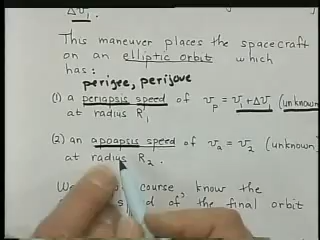 Δv₁.
This maneuver places the spacecraft
on an elliptic orbit which
has: perigee, perijove
(1) a periapsis speed of vₚ = v₁ + Δv₁ (unknown
at radius R₁
(2) an apoapsis speed of vₐ = v₂ (unknown
at radius R₂.
course, know the
of the final orbit